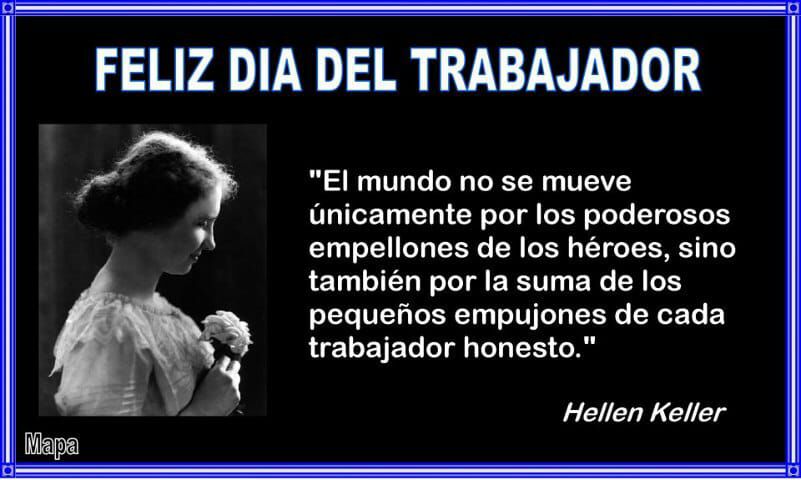 FELIZ DIA DEL TRABAJADOR
"El mundo no se mueve
únicamente por los poderosos
empellones de los héroes, sino
también por la suma de los
pequeños empujones de cada
trabajador honesto."
Hellen Keller
Mapa